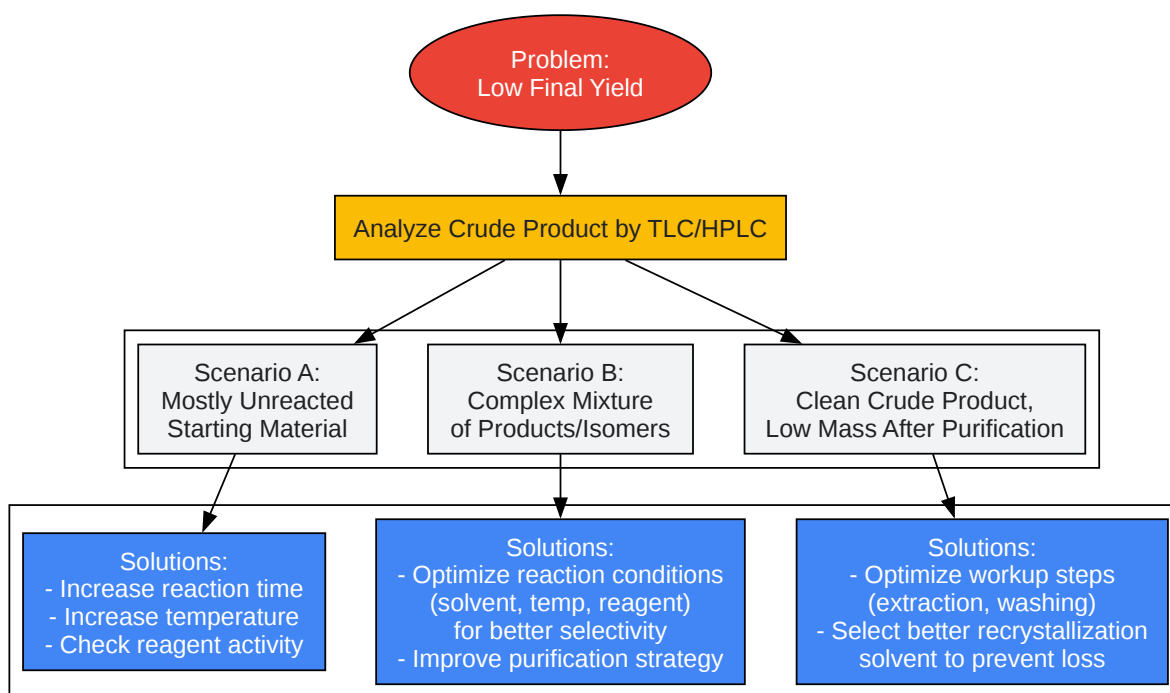 Problem:
Low Final Yield
Analyze Crude Product by TLC/HPLC
Scenario A:
Mostly Unreacted
Starting Material
Scenario B:
Complex Mixture
of Products/Isomers
Scenario C:
Clean Crude Product,
Low Mass After Purification
Solutions:
- Increase reaction time
- Increase temperature
- Check reagent activity
Solutions:
- Optimize reaction conditions
(solvent, temp, reagent)
for better selectivity
- Improve purification strategy
Solutions:
- Optimize workup steps
(extraction, washing)
- Select better recrystallization
solvent to prevent loss